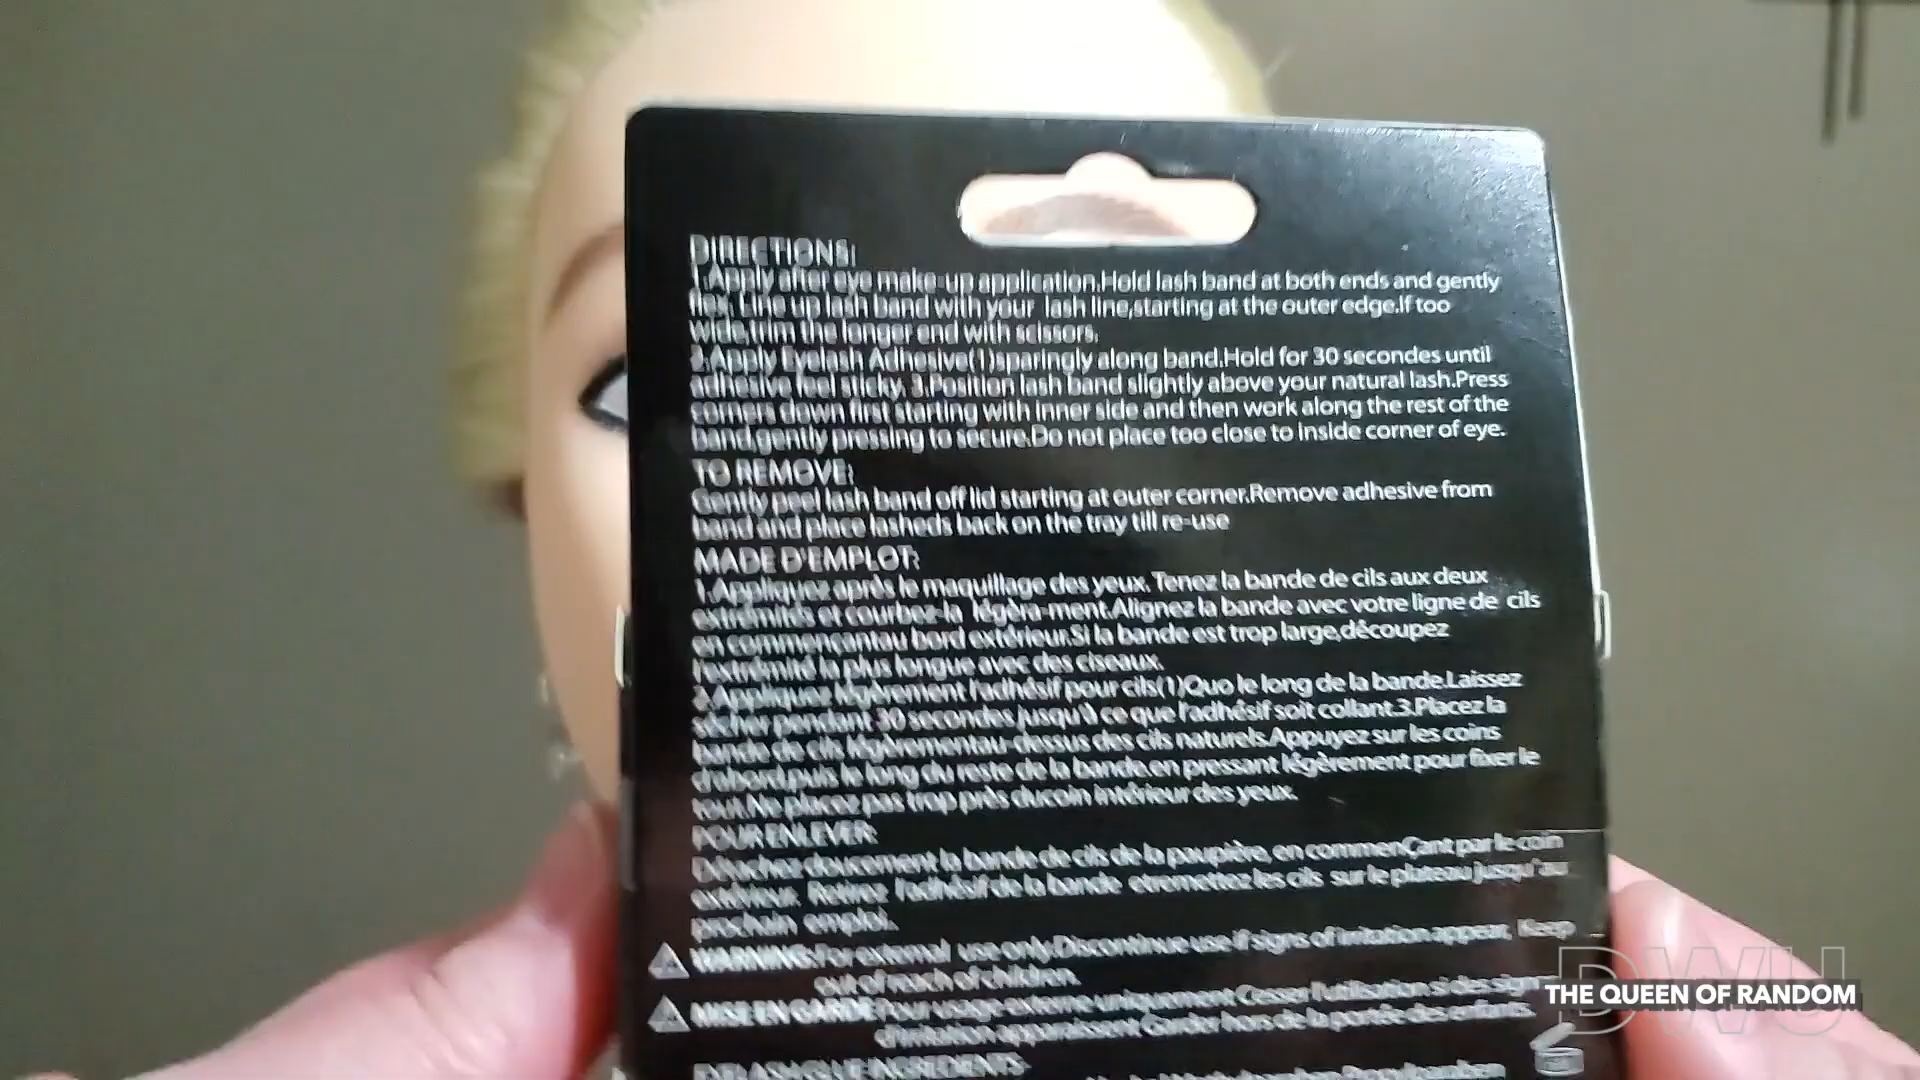 DIRECTIONS:
1.Apply after eye make-up application.Hold lash band at both ends and gently
flex. Line up lash band with your lash line,starting at the outer edge.If too
wide,trim the longer end with scissors.
2.Apply Eyelash Adhesive(1)sparingly along band.Hold for 30 secondes until
adhesive feel sticky. 3.Position lash band slightly above your natural lash.Press
corners down first starting with inner side and then work along the rest of the
band,gently pressing to secure.Do not place too close to inside corner of eye.
TO REMOVE:
Gently peel lash band off lid starting at outer corner.Remove adhesive from
band and place lasheds back on the tray till re-use
MADE D'EMPLOT:
1.Appliquez après le maquillage des yeux. Tenez la bande de cils aux deux
extrémités et courbez-la légèra-ment.Alignez la bande avec votre ligne de cils
en commençantau bord extérieur.Si la bande est trop large,découpez
l'extrémité la plus longue avec des ciseaux.
2.Appliquez légèrement l'adhésif pour cils(1)Quo le long de la bande.Laissez
sécher pendant 30 secondes jusqu'à ce que l'adhésif soit collant.3.Placez la
bande de cils légèrementau-dessus des cils naturels.Appuyez sur les coins
d'abord,puis le long du reste de la bande.en pressant légèrement pour fixer le
tout.Ne placez pas trop près ducoin intérieur des yeux.
POUR ENLEVER:
Détachez doucement la bande de cils de la paupière, en commenCant par le coin
extérieur. Retirez l'adhésif de la bande etremettez les cils sur le plateau jusqu'au
prochain emploi.
WARNING:For external use only.Discontinue use if signs of irritation appear, Keep
out of reach of children.
MISE EN GARDE:Pour usage externe uniquement.Cesser l'utilisation si des sign
d'irritation apparaissent.Garder hors de la portée des enfants.
EYELASH GLUE INGREDIENTS:
DWU
THE QUEEN OF RANDOM